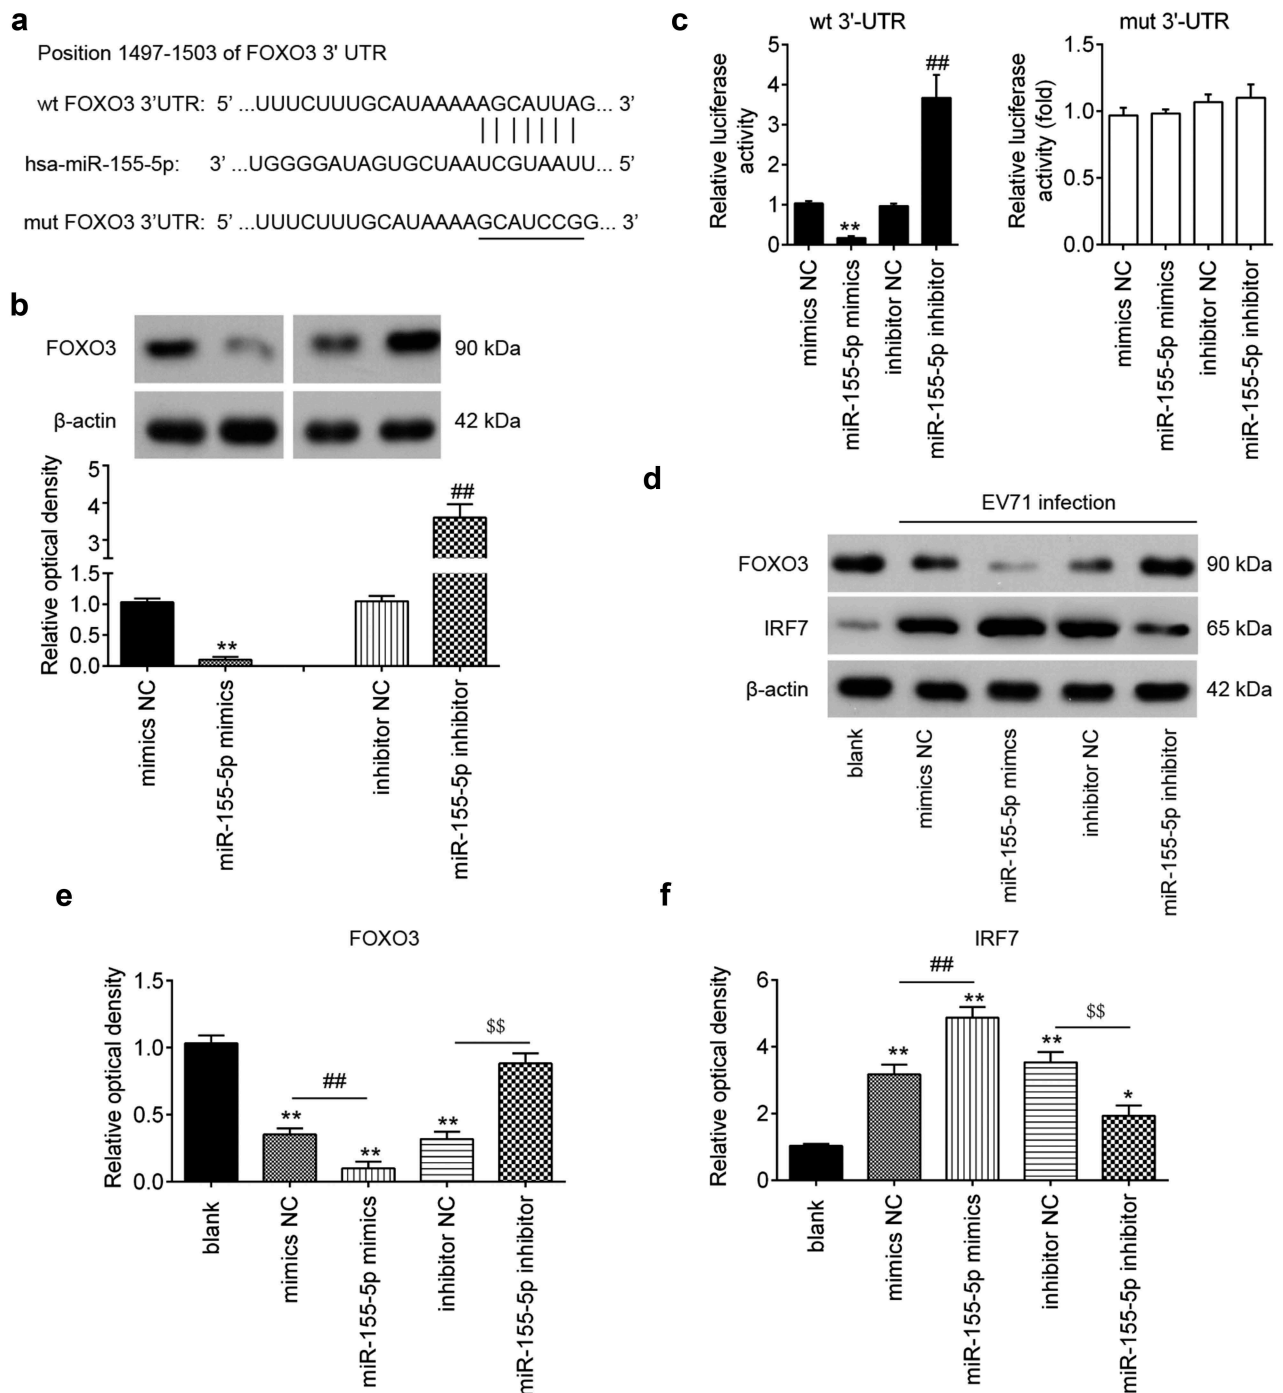 a
Position 1497-1503 of FOXO3 3' UTR
wt FOXO3 3'UTR: 5' ...UUUCUUUGCAUAAAAAGCAUUAG... 3'
hsa-miR-155-5p: 3' ...UGGGGAUAGUGCUAAUCGUAAUU... 5'
mut FOXO3 3'UTR: 5' ...UUUCUUUGCAUAAAAGCAUCCGG... 3'
b
FOXO3
90 kDa
β-actin
42 kDa
Relative optical density
5
4
3
1.5
1.0
0.5
0.0
**
##
mimics NC
miR-155-5p mimics
inhibitor NC
miR-155-5p inhibitor
c
wt 3'-UTR
Relative luciferase
activity
5
4
3
2
1
0
**
##
mimics NC
miR-155-5p mimics
inhibitor NC
miR-155-5p inhibitor
mut 3'-UTR
Relative luciferase
activity (fold)
1.5
1.0
0.5
0.0
mimics NC
miR-155-5p mimics
inhibitor NC
miR-155-5p inhibitor
d
EV71 infection
FOXO3
90 kDa
IRF7
65 kDa
β-actin
42 kDa
blank
mimics NC
miR-155-5p mimcs
inhibitor NC
miR-155-5p inhibitor
e
FOXO3
Relative optical density
1.5
1.0
0.5
0.0
**
##
**
**
$$
blank
mimics NC
miR-155-5p mimics
inhibitor NC
miR-155-5p inhibitor
f
IRF7
Relative optical density
6
4
2
0
**
##
**
**
$$
*
blank
mimics NC
miR-155-5p mimics
inhibitor NC
miR-155-5p inhibitor